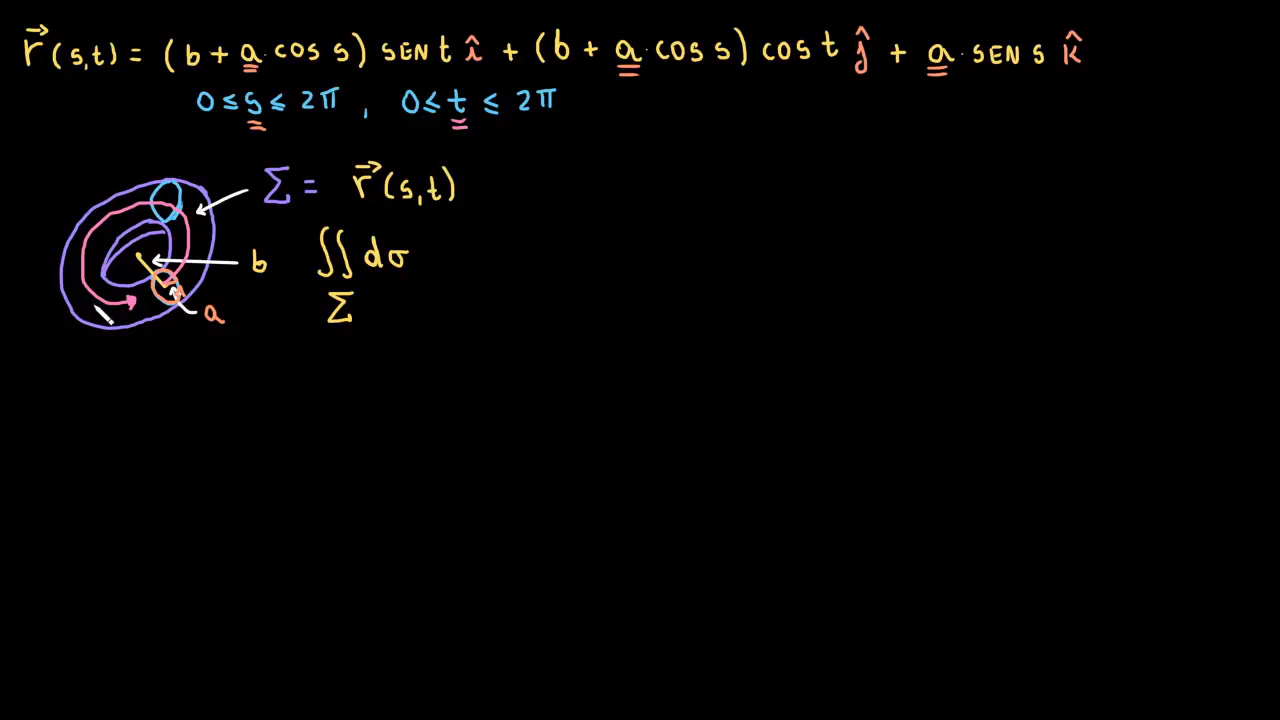 r⃗(s,t) = (b + a · cos s) SEN t î + (b + a · cos s) cos t ĵ + a · SEN s k̂
0 ≤ s ≤ 2π , 0 ≤ t ≤ 2π
Σ = r⃗(s,t)
b
∬ dσ
Σ
a